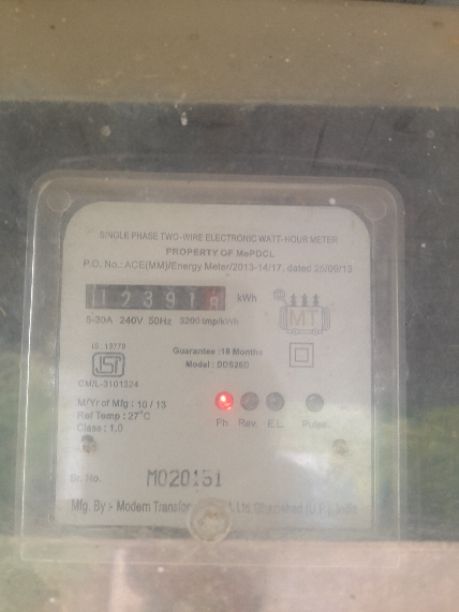 SINGLE PHASE TWO-WIRE ELECTRONIC WATT-HOUR METER
PROPERTY OF MePDCL
P.O. No.: ACE(MM)/Energy Meter/2013-14/17, dated 25/09/13
123918 kWh
5-30A 240V 50Hz 3200 imp/kWh
MT
IS: 13779
Guarantee :18 Months
Model :
CM/L-3101324
M/Yr of Mfg : 10 / 13
Ref Temp : 27°C
Class : 1.0
Ph. Rev. E.L. Pulse
Sr. No. M020151
Mfg. By :- Modern Ltd. (U.P.), India